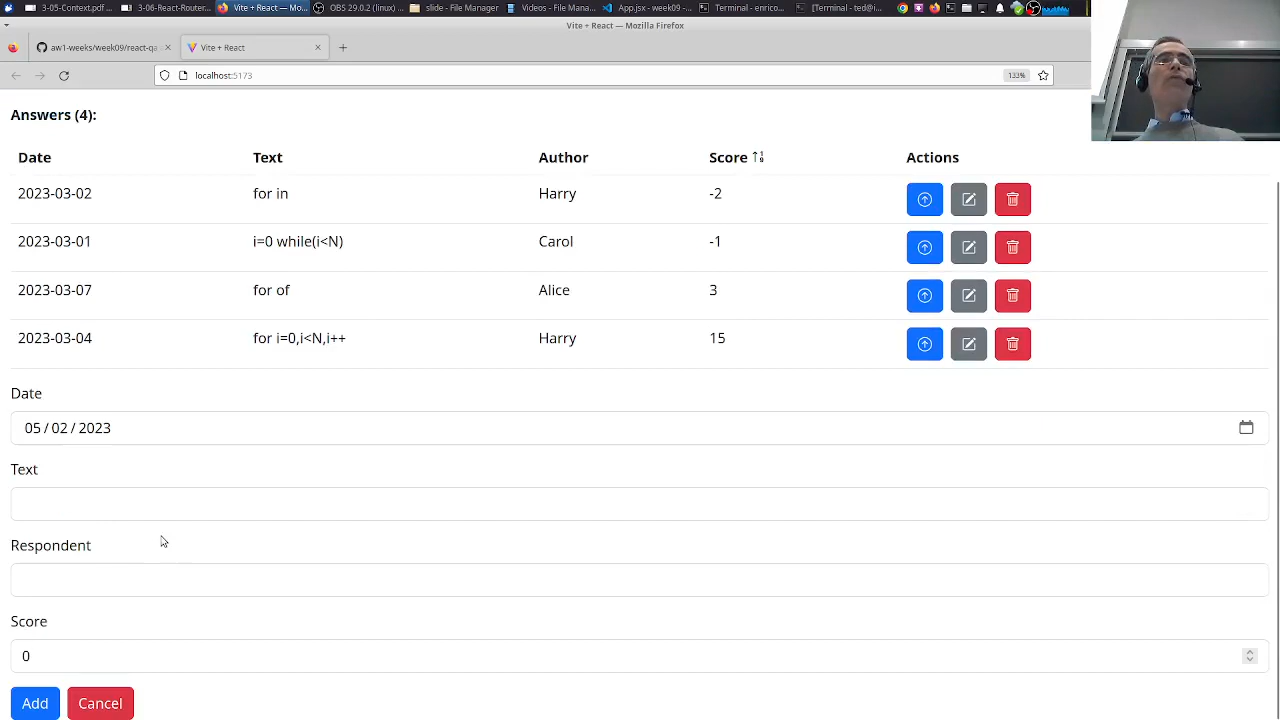 3-05-Context.pdf ...
3-06-React-Router...
Vite + React — Mo...
OBS 29.0.2 (linux) ...
slide - File Manager
Videos - File Mana...
App.jsx - week09 -...
Terminal - enrico...
[Terminal - ted@i...
Vite + React — Mozilla Firefox
aw1-weeks/week09/react-qa
Vite + React
localhost:5173
133%
Answers (4):
Date Text Author Score Actions
2023-03-02 for in Harry -2
2023-03-01 i=0 while(i<N) Carol -1
2023-03-07 for of Alice 3
2023-03-04 for i=0,i<N,i++ Harry 15
Date
05 / 02 / 2023
Text
Respondent
Score
0
Add Cancel